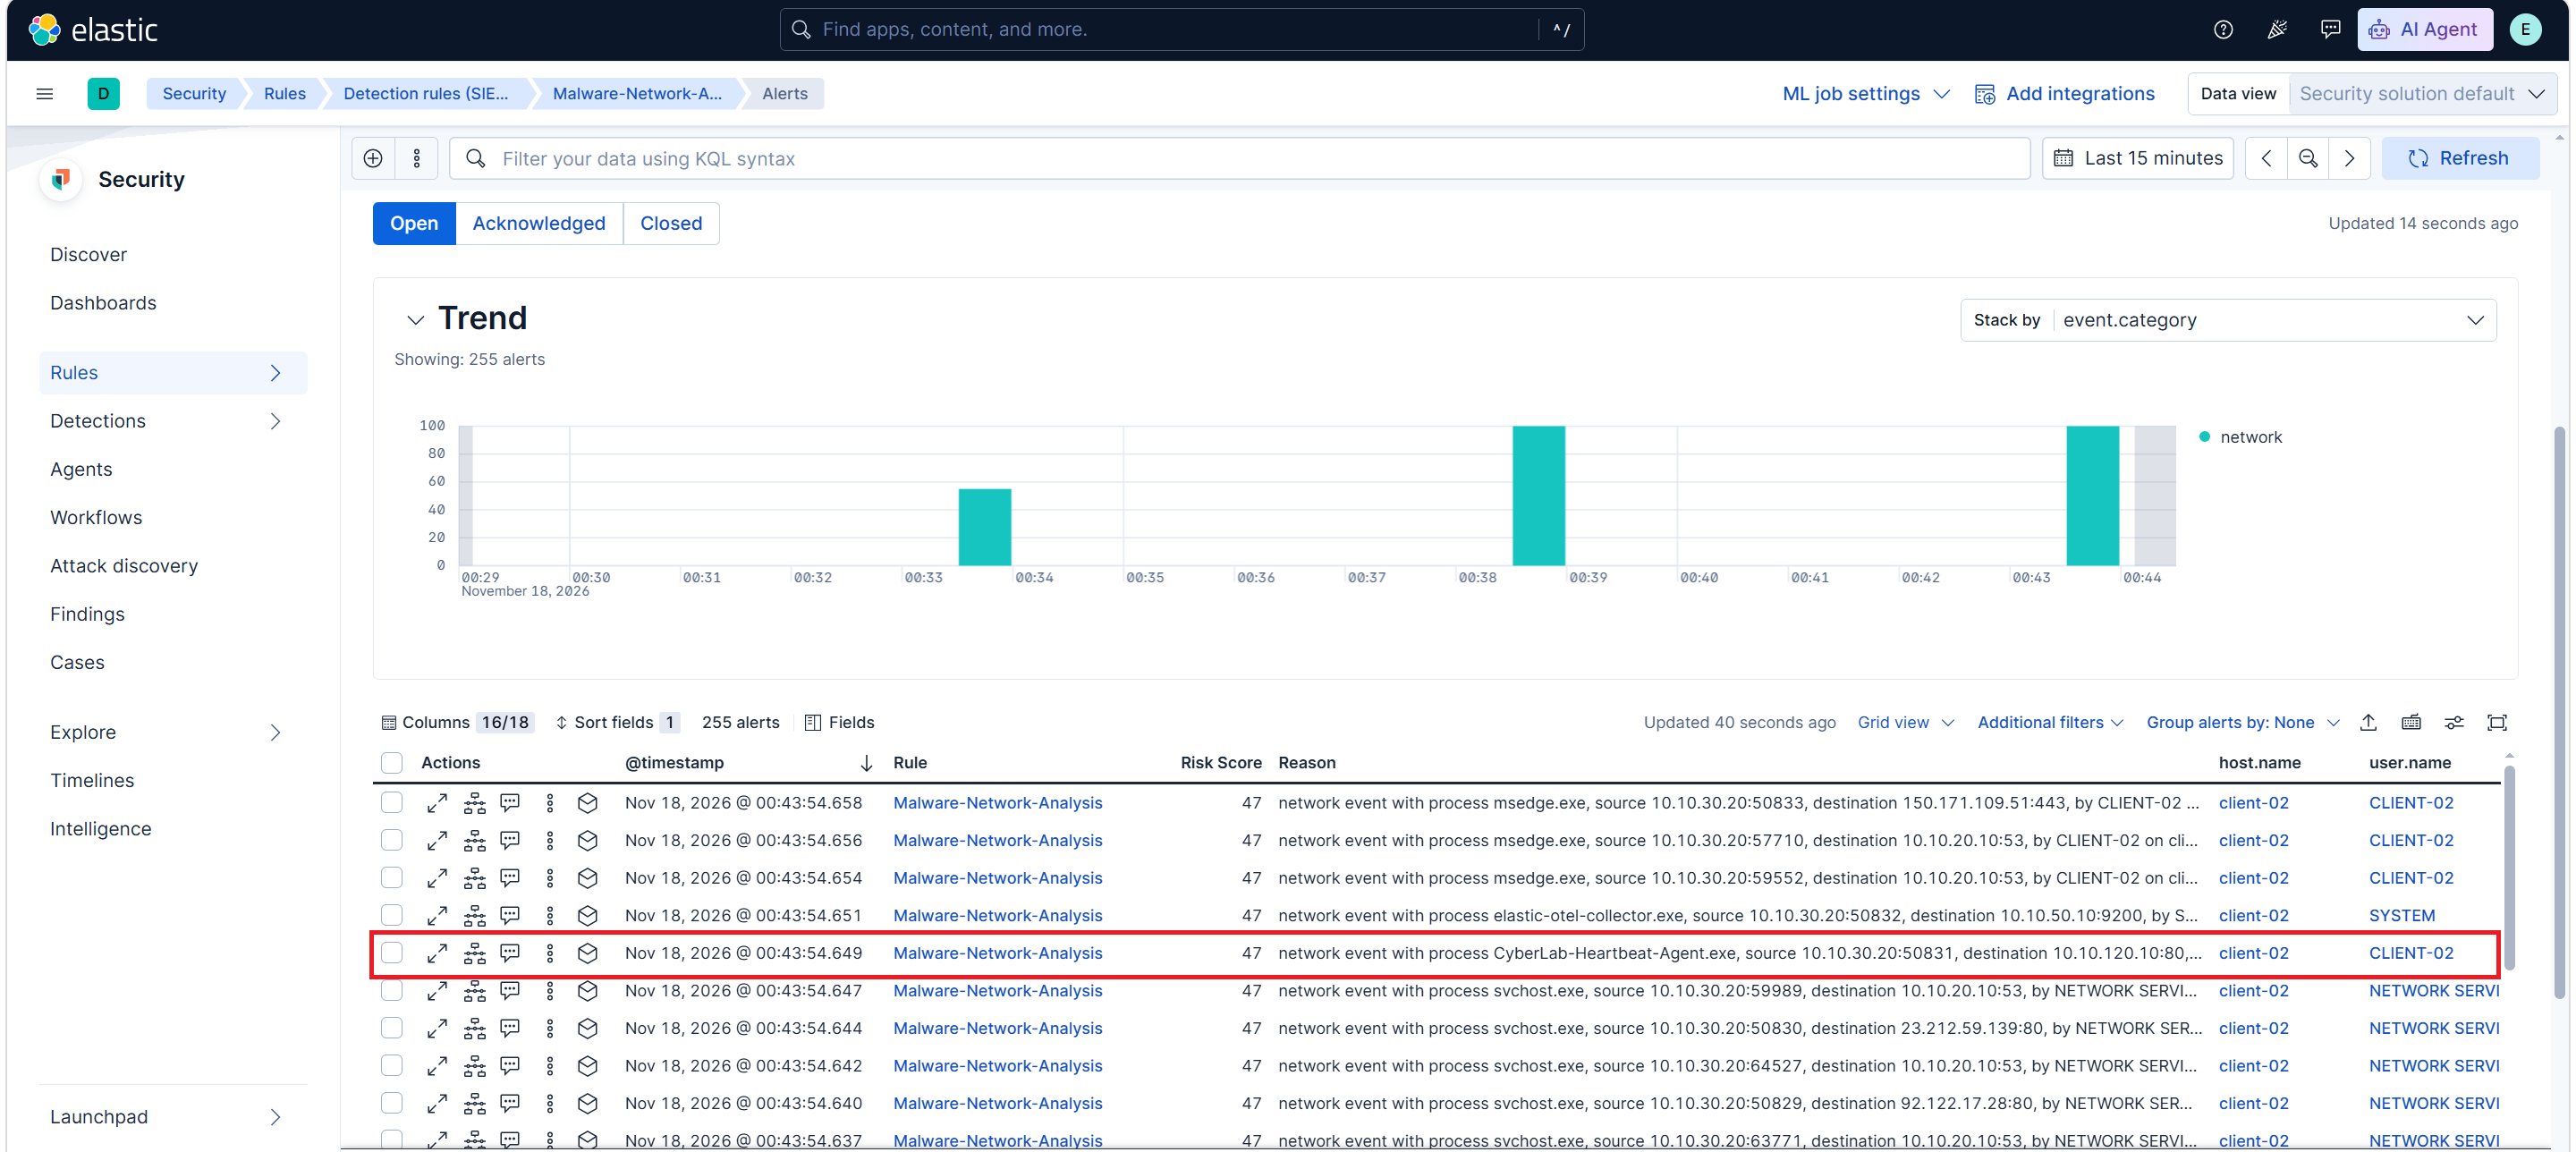 elastic
Find apps, content, and more.
^ /
AI Agent
E
D
Security
Rules
Detection rules (SIE...
Malware-Network-A...
Alerts
ML job settings
Add integrations
Data view
Security solution default
Security
Discover
Dashboards
Rules
Detections
Agents
Workflows
Attack discovery
Findings
Cases
Explore
Timelines
Intelligence
Launchpad
Filter your data using KQL syntax
Last 15 minutes
Refresh
Open
Acknowledged
Closed
Updated 14 seconds ago
Trend
Stack by
event.category
Showing: 255 alerts
100
80
60
40
20
0
00:29
00:30
00:31
00:32
00:33
00:34
00:35
00:36
00:37
00:38
00:39
00:40
00:41
00:42
00:43
00:44
November 18, 2026
network
Columns 16/18 Sort fields 1 255 alerts Fields
Updated 40 seconds ago Grid view Additional filters Group alerts by: None
Actions @timestamp Rule Risk Score Reason host.name user.name
Nov 18, 2026 @ 00:43:54.658 Malware-Network-Analysis 47 network event with process msedge.exe, source 10.10.30.20:50833, destination 150.171.109.51:443, by CLIENT-02 ... client-02 CLIENT-02
Nov 18, 2026 @ 00:43:54.656 Malware-Network-Analysis 47 network event with process msedge.exe, source 10.10.30.20:57710, destination 10.10.20.10:53, by CLIENT-02 on cli... client-02 CLIENT-02
Nov 18, 2026 @ 00:43:54.654 Malware-Network-Analysis 47 network event with process msedge.exe, source 10.10.30.20:59552, destination 10.10.20.10:53, by CLIENT-02 on cli... client-02 CLIENT-02
Nov 18, 2026 @ 00:43:54.651 Malware-Network-Analysis 47 network event with process elastic-otel-collector.exe, source 10.10.30.20:50832, destination 10.10.50.10:9200, by S... client-02 SYSTEM
Nov 18, 2026 @ 00:43:54.649 Malware-Network-Analysis 47 network event with process CyberLab-Heartbeat-Agent.exe, source 10.10.30.20:50831, destination 10.10.120.10:80,... client-02 CLIENT-02
Nov 18, 2026 @ 00:43:54.647 Malware-Network-Analysis 47 network event with process svchost.exe, source 10.10.30.20:59989, destination 10.10.20.10:53, by NETWORK SERVI... client-02 NETWORK SERVI
Nov 18, 2026 @ 00:43:54.644 Malware-Network-Analysis 47 network event with process svchost.exe, source 10.10.30.20:50830, destination 23.212.59.139:80, by NETWORK SER... client-02 NETWORK SERVI
Nov 18, 2026 @ 00:43:54.642 Malware-Network-Analysis 47 network event with process svchost.exe, source 10.10.30.20:64527, destination 10.10.20.10:53, by NETWORK SERVI... client-02 NETWORK SERVI
Nov 18, 2026 @ 00:43:54.640 Malware-Network-Analysis 47 network event with process svchost.exe, source 10.10.30.20:50829, destination 92.122.17.28:80, by NETWORK SER... client-02 NETWORK SERVI
Nov 18, 2026 @ 00:43:54.637 Malware-Network-Analysis 47 network event with process svchost.exe, source 10.10.30.20:63771, destination 10.10.20.10:53, by NETWORK SERVI... client-02 NETWORK SERVI